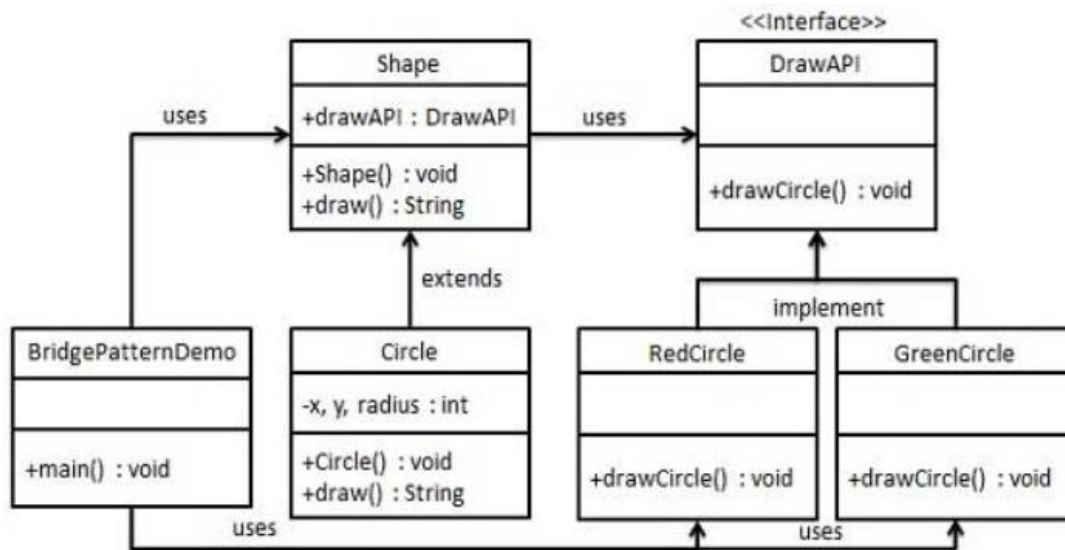 <<Interface>>
Shape
DrawAPI
uses
+drawAPI : DrawAPI
uses
+Shape() : void
+draw() : String
+drawCircle() : void
extends
implement
BridgePatternDemo
Circle
RedCircle
GreenCircle
-x, y, radius : int
+main() : void
+Circle() : void
+draw() : String
+drawCircle() : void
+drawCircle() : void
uses
uses